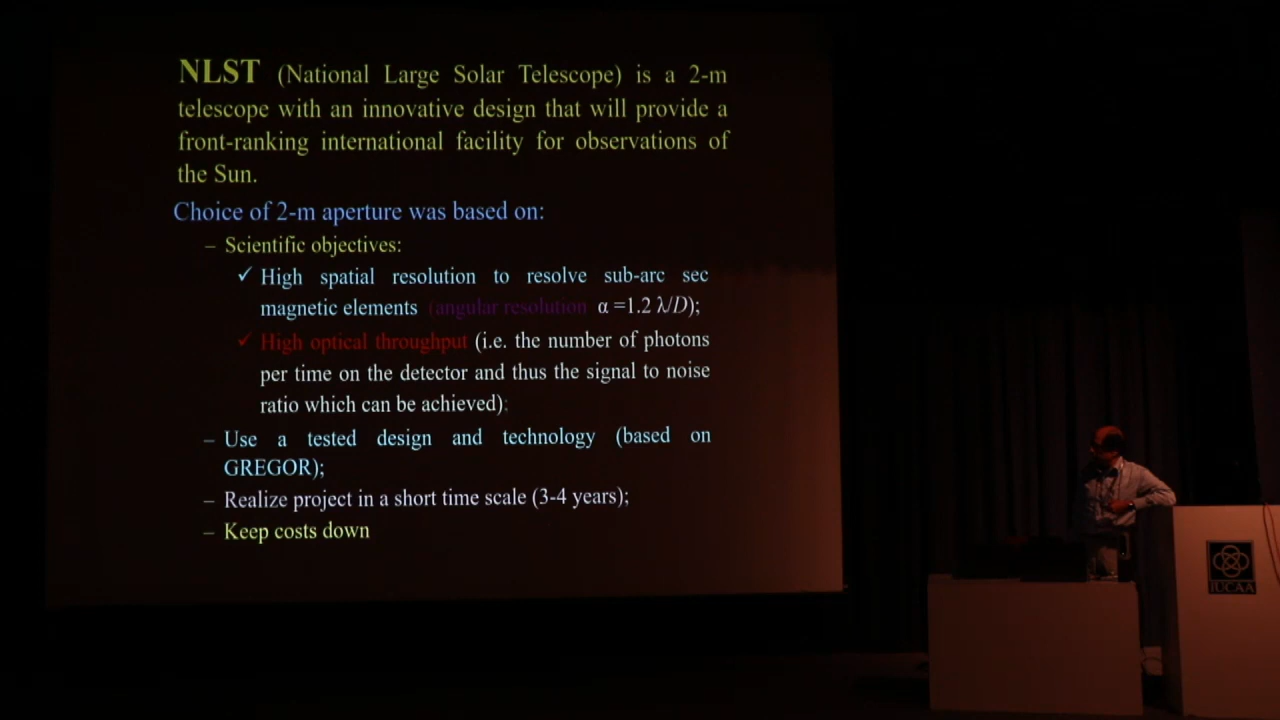 NLST (National Large Solar Telescope) is a 2-m
telescope with an innovative design that will provide a
front-ranking international facility for observations of
the Sun.
Choice of 2-m aperture was based on:
– Scientific objectives:
✓ High spatial resolution to resolve sub-arc sec
magnetic elements (angular resolution α =1.2 λ/D);
✓ High optical throughput (i.e. the number of photons
per time on the detector and thus the signal to noise
ratio which can be achieved);
– Use a tested design and technology (based on
GREGOR);
– Realize project in a short time scale (3-4 years);
– Keep costs down
IUCAA